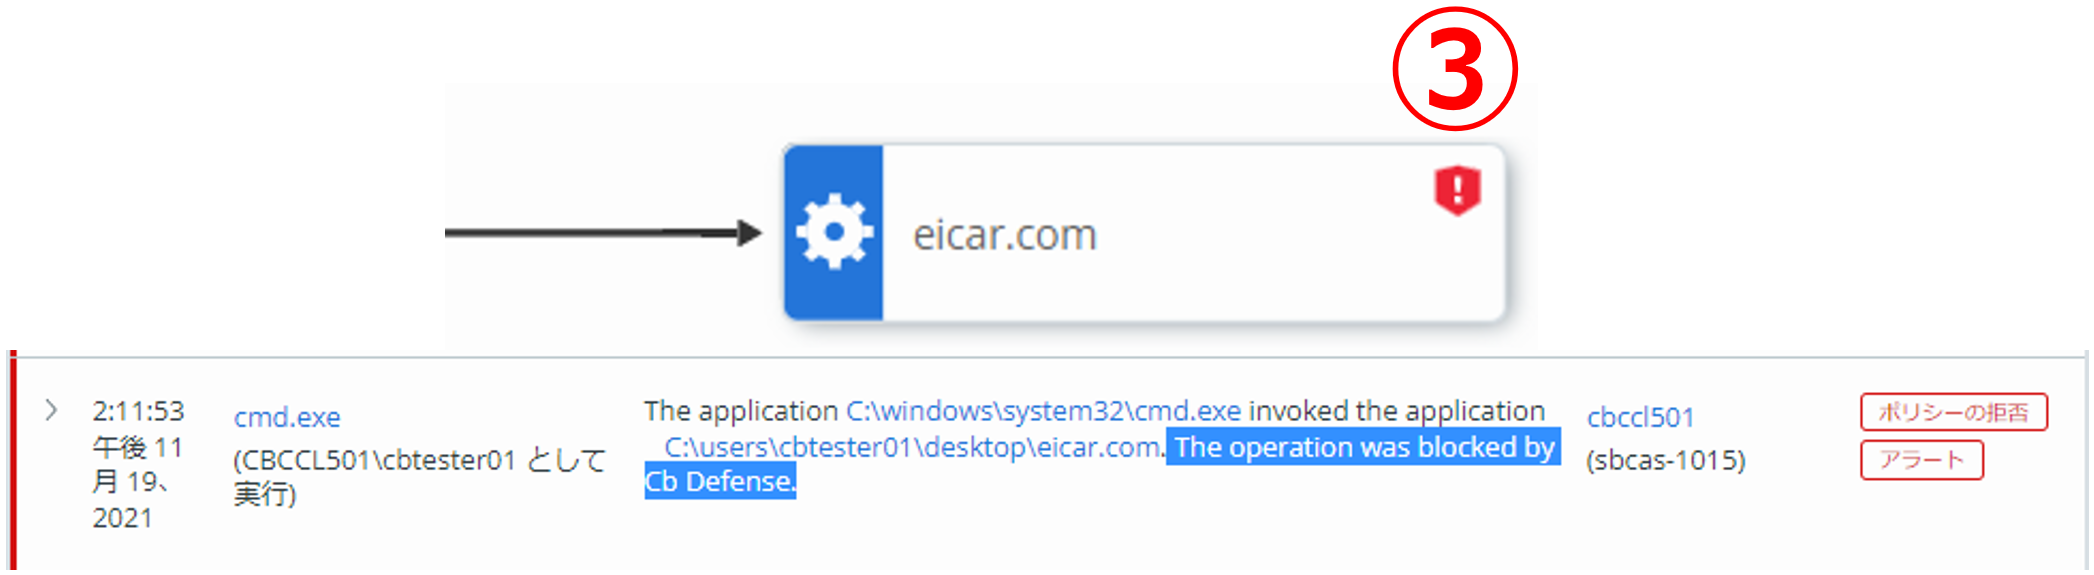 ③
eicar.com
2:11:53
午後 11
月 19、
2021
cmd.exe
(CBCCL501\cbtester01 として
実行)
The application C:\windows\system32\cmd.exe invoked the application
C:\users\cbtester01\desktop\eicar.com. The operation was blocked by
Cb Defense.
cbccl501
(sbcas-1015)
ポリシーの拒否
アラート